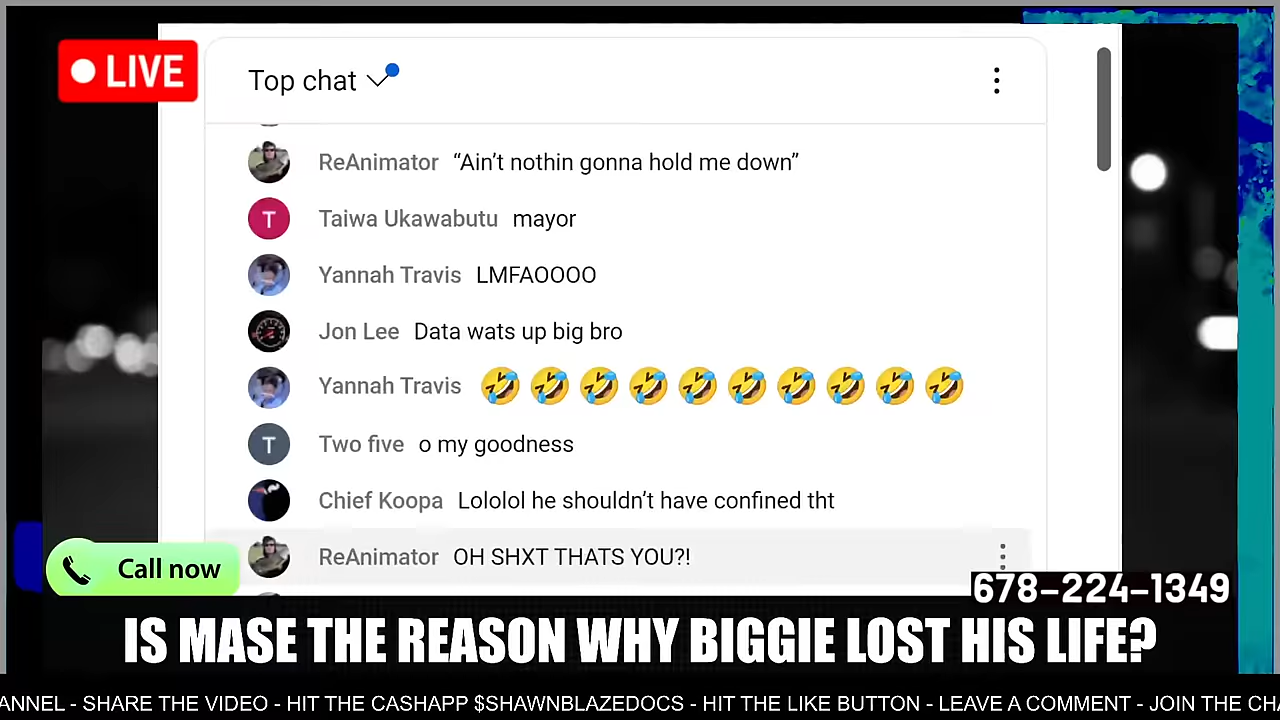 LIVE
Top chat
ReAnimator “Ain’t nothin gonna hold me down”
T Taiwa Ukawabutu mayor
Yannah Travis LMFAOOOO
Jon Lee Data wats up big bro
Yannah Travis 🤣🤣🤣🤣🤣🤣🤣🤣🤣🤣
T Two five o my goodness
Chief Koopa Lololol he shouldn’t have confined tht
ReAnimator OH SHXT THATS YOU?!
Call now
678-224-1349
IS MASE THE REASON WHY BIGGIE LOST HIS LIFE?
ANNEL - SHARE THE VIDEO - HIT THE CASHAPP $SHAWNBLAZEDOCS - HIT THE LIKE BUTTON - LEAVE A COMMENT - JOIN THE CHA